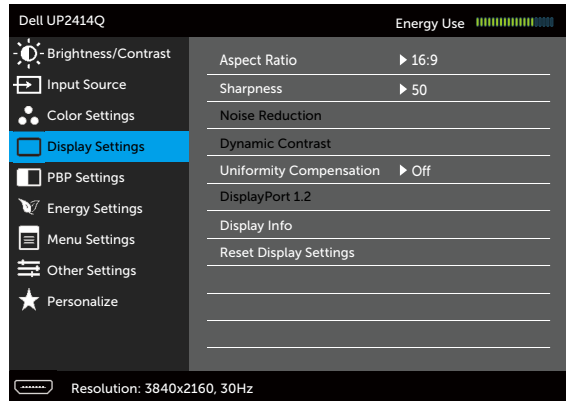 Dell UP2414Q
Energy Use
Brightness/Contrast
Input Source
Color Settings
Display Settings
PBP Settings
Energy Settings
Menu Settings
Other Settings
Personalize
Aspect Ratio 16:9
Sharpness 50
Noise Reduction
Dynamic Contrast
Uniformity Compensation Off
DisplayPort 1.2
Display Info
Reset Display Settings
Resolution: 3840x2160, 30Hz